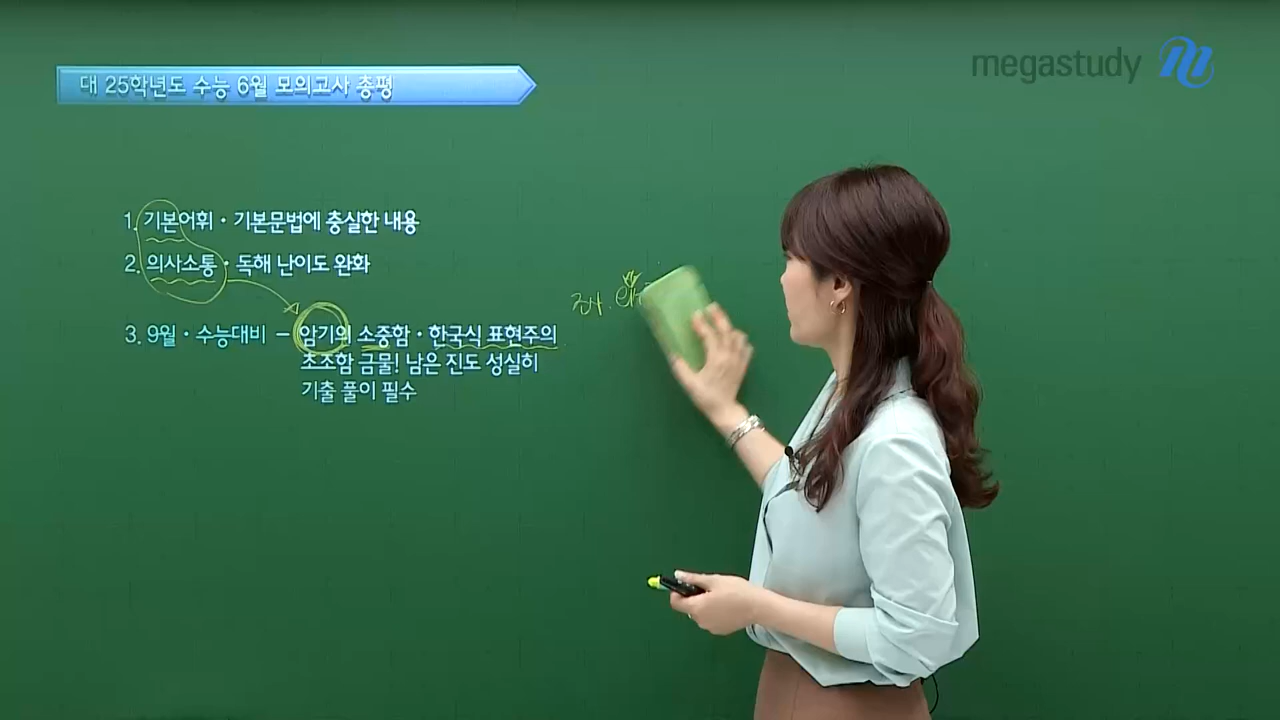 megastudy
대 25학년도 수능 6월 모의고사 총평
1. 기본어휘·기본문법에 충실한 내용
2. 의사소통·독해 난이도 완화
3. 9월·수능대비 - 암기의 소중함·한국식 표현주의
초조함 금물! 남은 진도 성실히
기출 풀이 필수